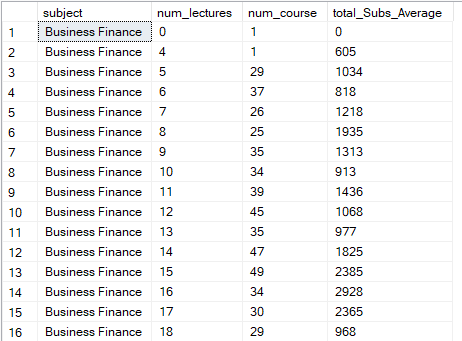 subject num_lectures num_course total_Subs_Average
1 Business Finance 0 1 0
2 Business Finance 4 1 605
3 Business Finance 5 29 1034
4 Business Finance 6 37 818
5 Business Finance 7 26 1218
6 Business Finance 8 25 1935
7 Business Finance 9 35 1313
8 Business Finance 10 34 913
9 Business Finance 11 39 1436
10 Business Finance 12 45 1068
11 Business Finance 13 35 977
12 Business Finance 14 47 1825
13 Business Finance 15 49 2385
14 Business Finance 16 34 2928
15 Business Finance 17 30 2365
16 Business Finance 18 29 968